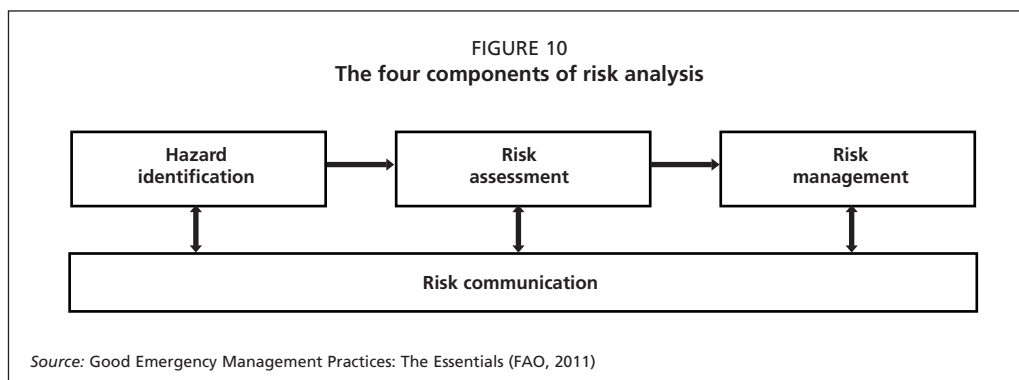 FIGURE 10
The four components of risk analysis
Hazard
identification
Risk
assessment
Risk
management
Risk communication
Source: Good Emergency Management Practices: The Essentials (FAO, 2011)